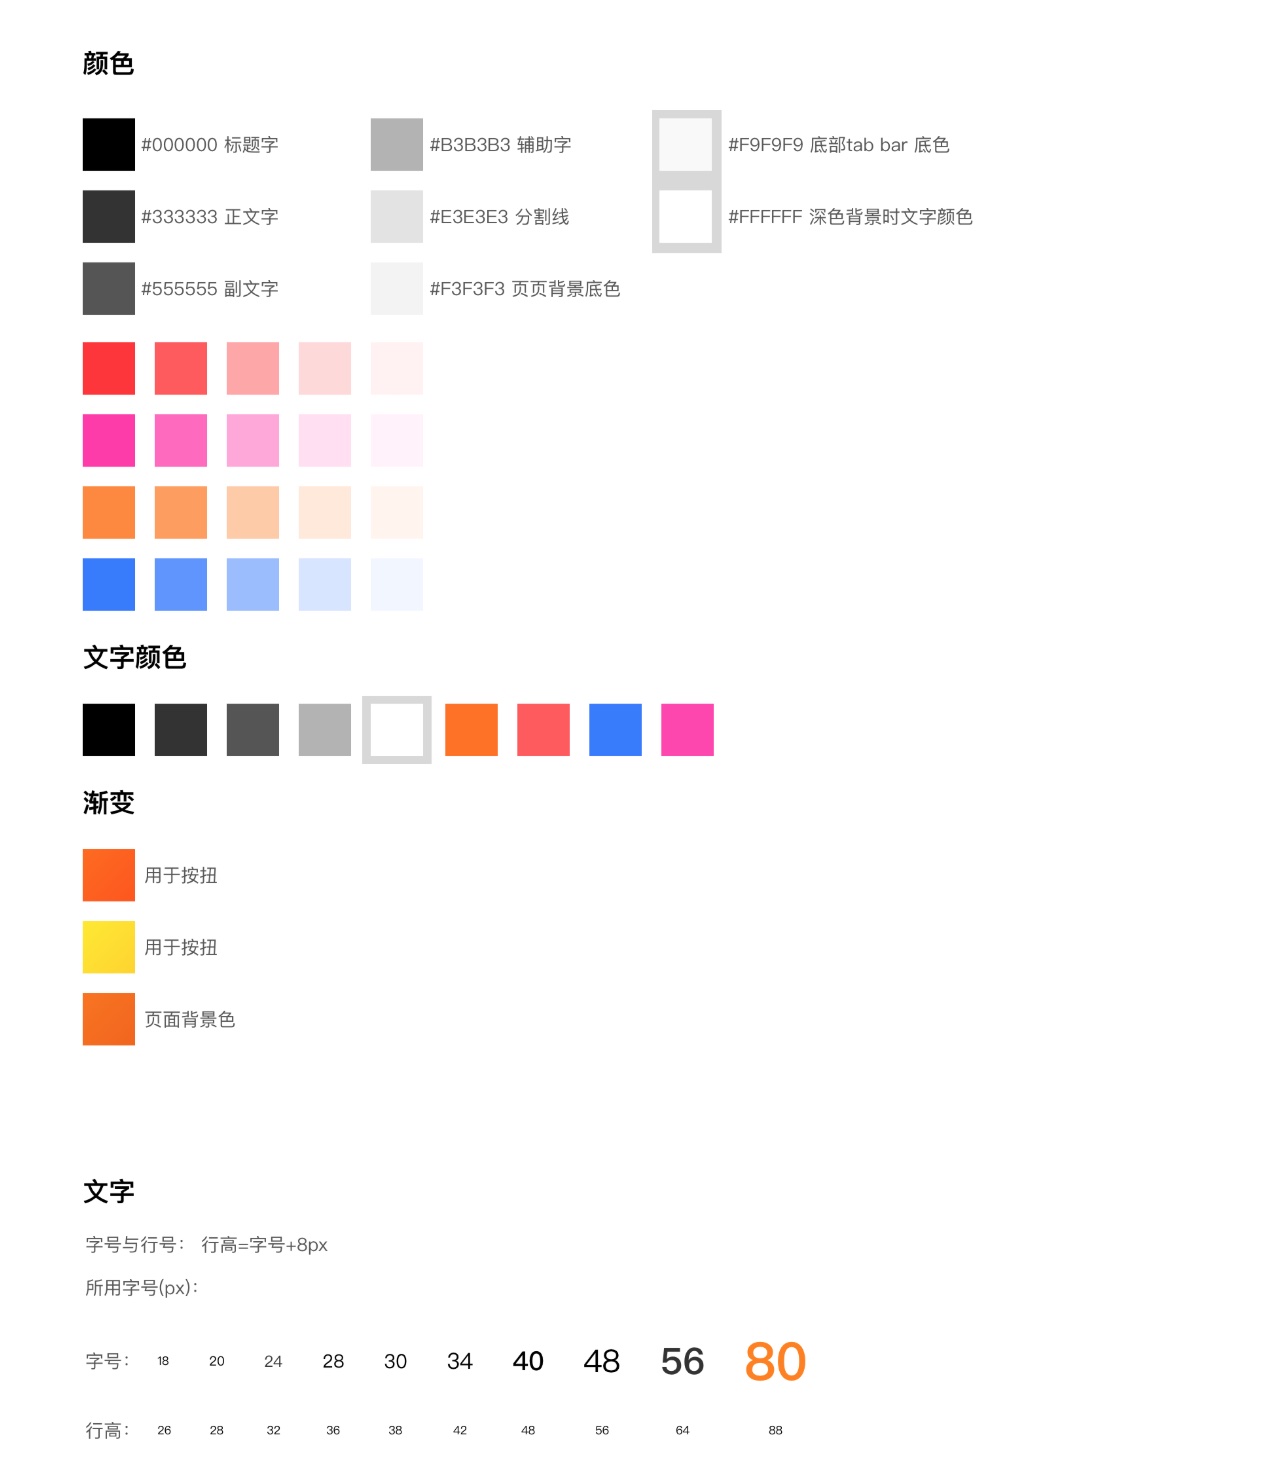 颜色
#000000 标题字
#B3B3B3 辅助字
#F9F9F9 底部tab bar 底色
#333333 正文字
#E3E3E3 分割线
#FFFFFF 深色背景时文字颜色
#555555 副文字
#F3F3F3 页页背景底色
文字颜色
渐变
用于按扭
用于按扭
页面背景色
文字
字号与行号： 行高=字号+8px
所用字号(px)：
字号： 18 20 24 28 30 34 40 48 56 80
行高： 26 28 32 36 38 42 48 56 64 88